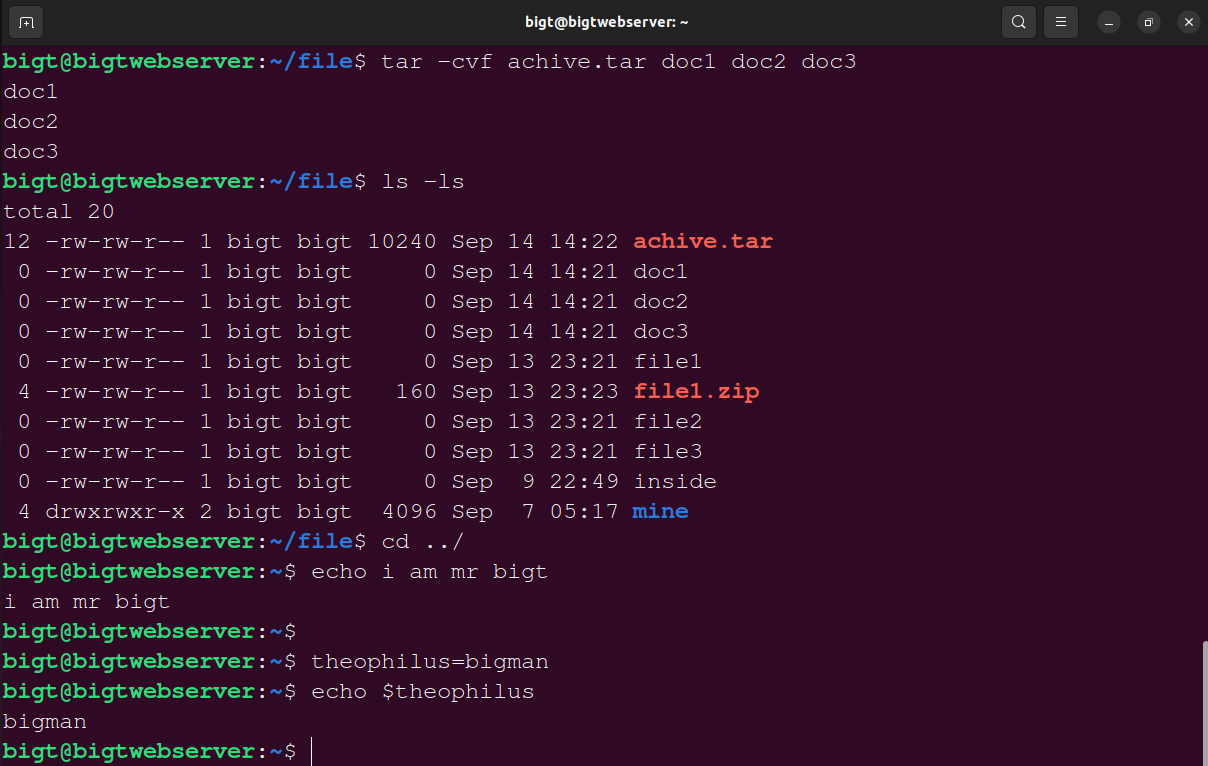 bigt@bigtwebserver: ~
bigt@bigtwebserver:~/file$ tar -cvf achive.tar doc1 doc2 doc3
doc1
doc2
doc3
bigt@bigtwebserver:~/file$ ls -ls
total 20
12 -rw-rw-r-- 1 bigt bigt 10240 Sep 14 14:22 achive.tar
 0 -rw-rw-r-- 1 bigt bigt     0 Sep 14 14:21 doc1
 0 -rw-rw-r-- 1 bigt bigt     0 Sep 14 14:21 doc2
 0 -rw-rw-r-- 1 bigt bigt     0 Sep 14 14:21 doc3
 0 -rw-rw-r-- 1 bigt bigt     0 Sep 13 23:21 file1
 4 -rw-rw-r-- 1 bigt bigt   160 Sep 13 23:23 file1.zip
 0 -rw-rw-r-- 1 bigt bigt     0 Sep 13 23:21 file2
 0 -rw-rw-r-- 1 bigt bigt     0 Sep 13 23:21 file3
 0 -rw-rw-r-- 1 bigt bigt     0 Sep  9 22:49 inside
 4 drwxrwxr-x 2 bigt bigt  4096 Sep  7 05:17 mine
bigt@bigtwebserver:~/file$ cd ../
bigt@bigtwebserver:~$ echo i am mr bigt
i am mr bigt
bigt@bigtwebserver:~$
bigt@bigtwebserver:~$ theophilus=bigman
bigt@bigtwebserver:~$ echo $theophilus
bigman
bigt@bigtwebserver:~$